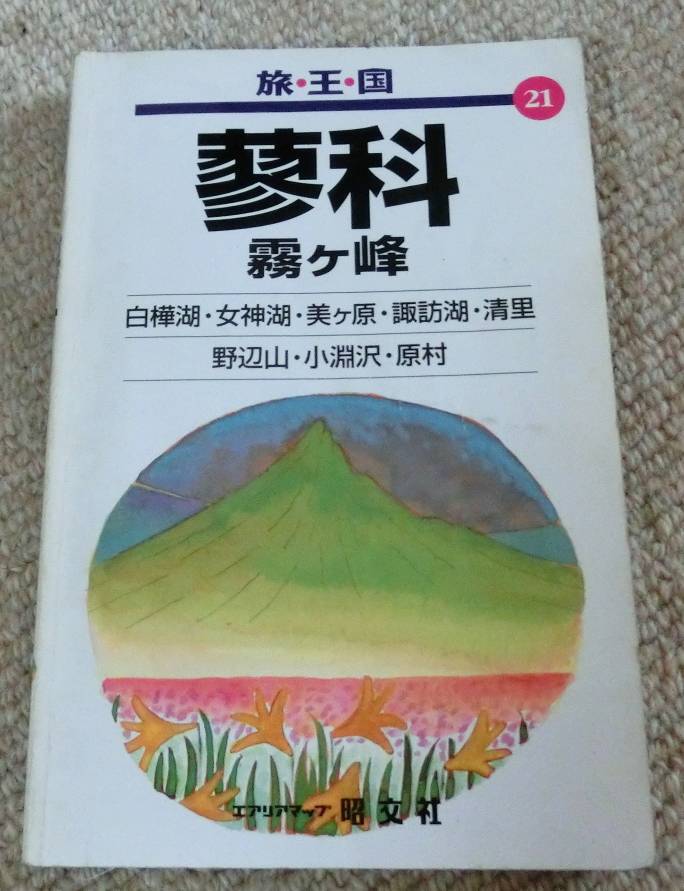 旅・王・国
21
蓼科
霧ヶ峰
白樺湖・女神湖・美ヶ原・諏訪湖・清里
野辺山・小淵沢・原村
エアリアマップ 昭文社